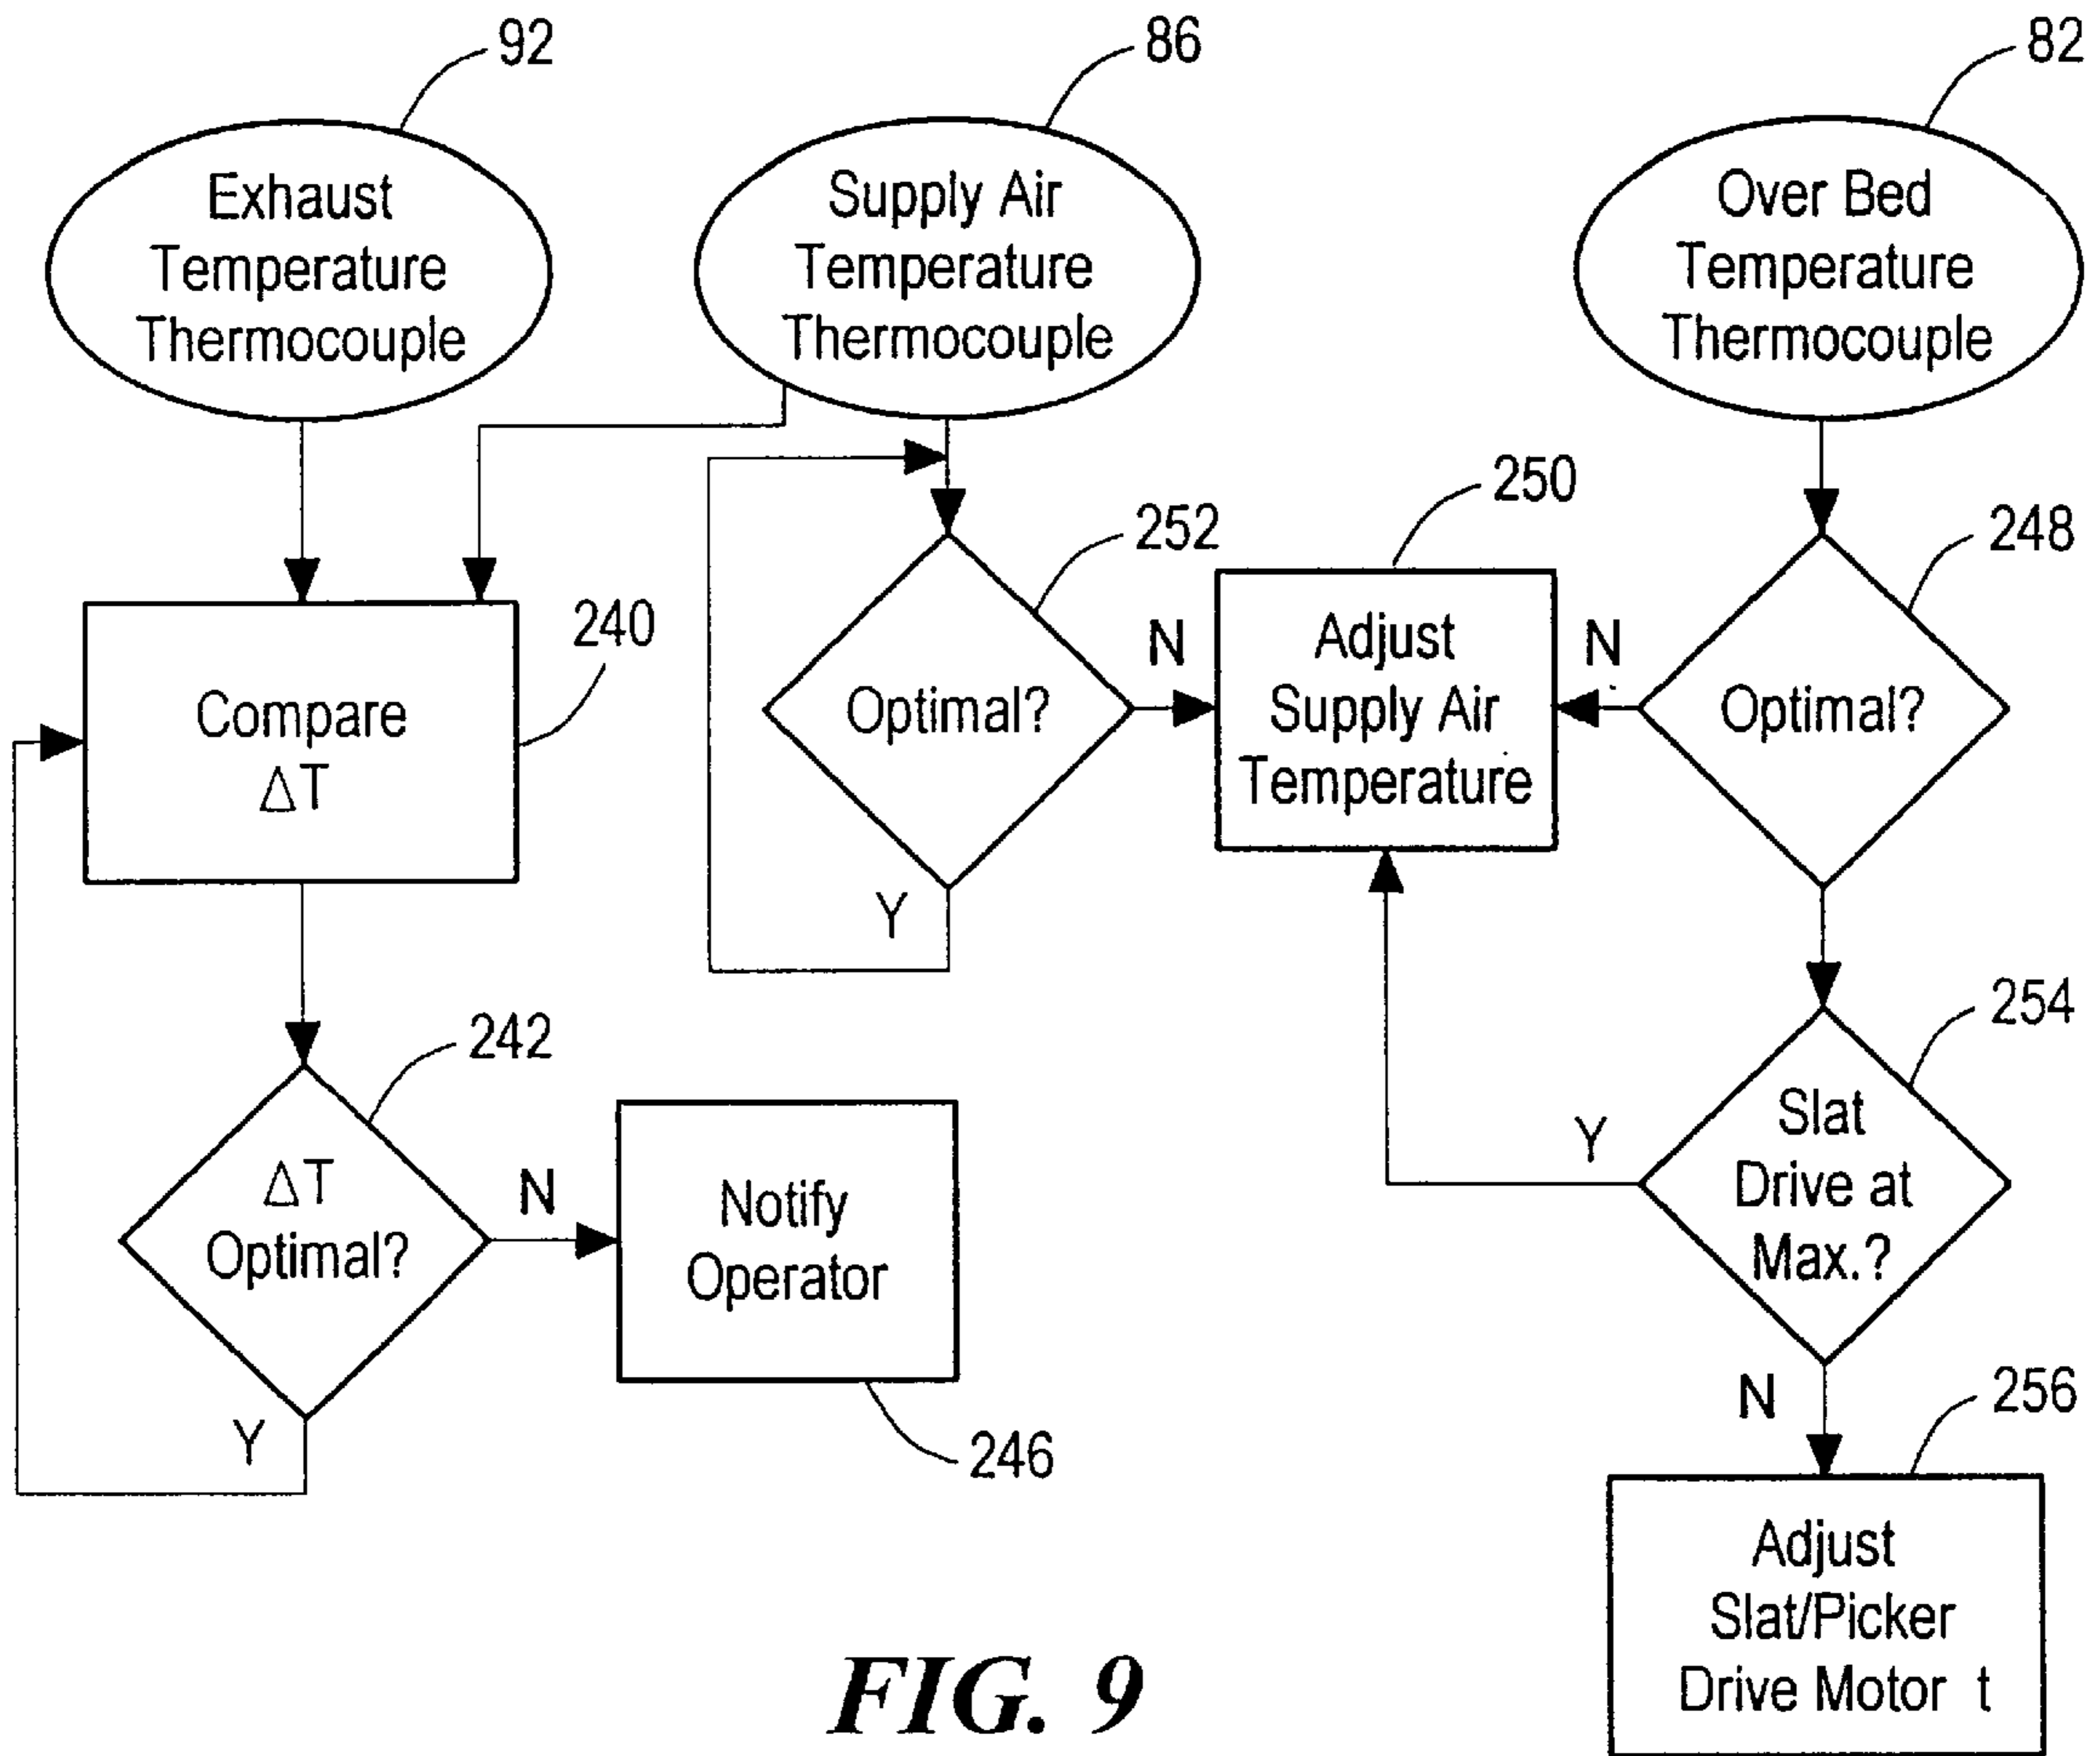 92
86
82
Exhaust
Temperature
Thermocouple
Supply Air
Temperature
Thermocouple
Over Bed
Temperature
Thermocouple
250
252
248
240
Compare
ΔT
Optimal?
N
Adjust
Supply Air
Temperature
N
Optimal?
Y
242
254
ΔT
Optimal?
N
Notify
Operator
Y
Slat
Drive at
Max.?
Y
246
N
256
Adjust
Slat/Picker
Drive Motor t
FIG. 9